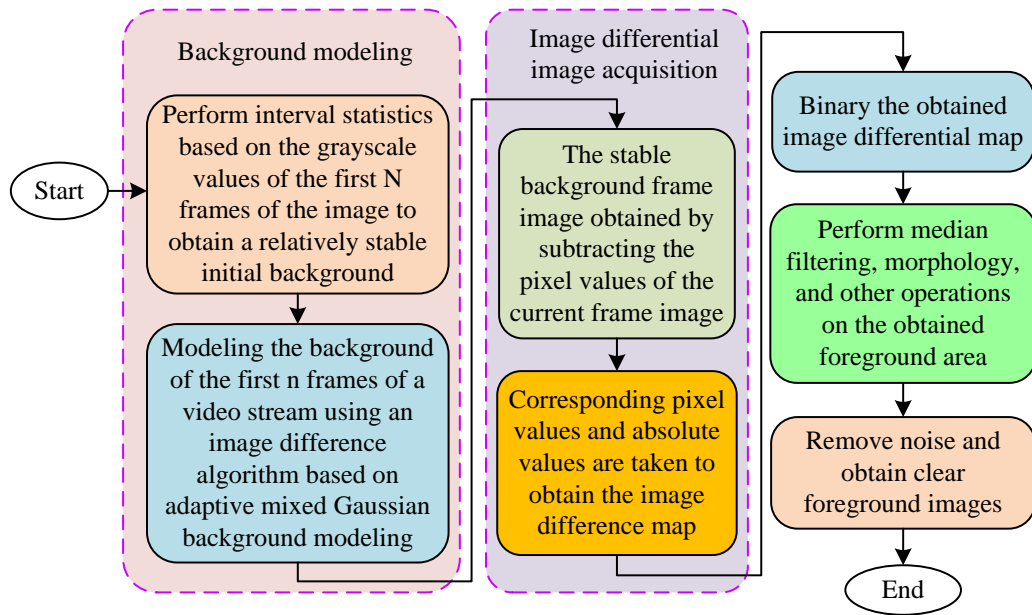 Start
Background modeling
Perform interval statistics
based on the grayscale
values of the first N
frames of the image to
obtain a relatively stable
initial background
Modeling the background
of the first n frames of a
video stream using an
image difference
algorithm based on
adaptive mixed Gaussian
background modeling
Image differential
image acquisition
The stable
background frame
image obtained by
subtracting the
pixel values of the
current frame image
Corresponding pixel
values and absolute
values are taken to
obtain the image
difference map
Binary the obtained
image differential map
Perform median
filtering, morphology,
and other operations
on the obtained
foreground area
Remove noise and
obtain clear
foreground images
End